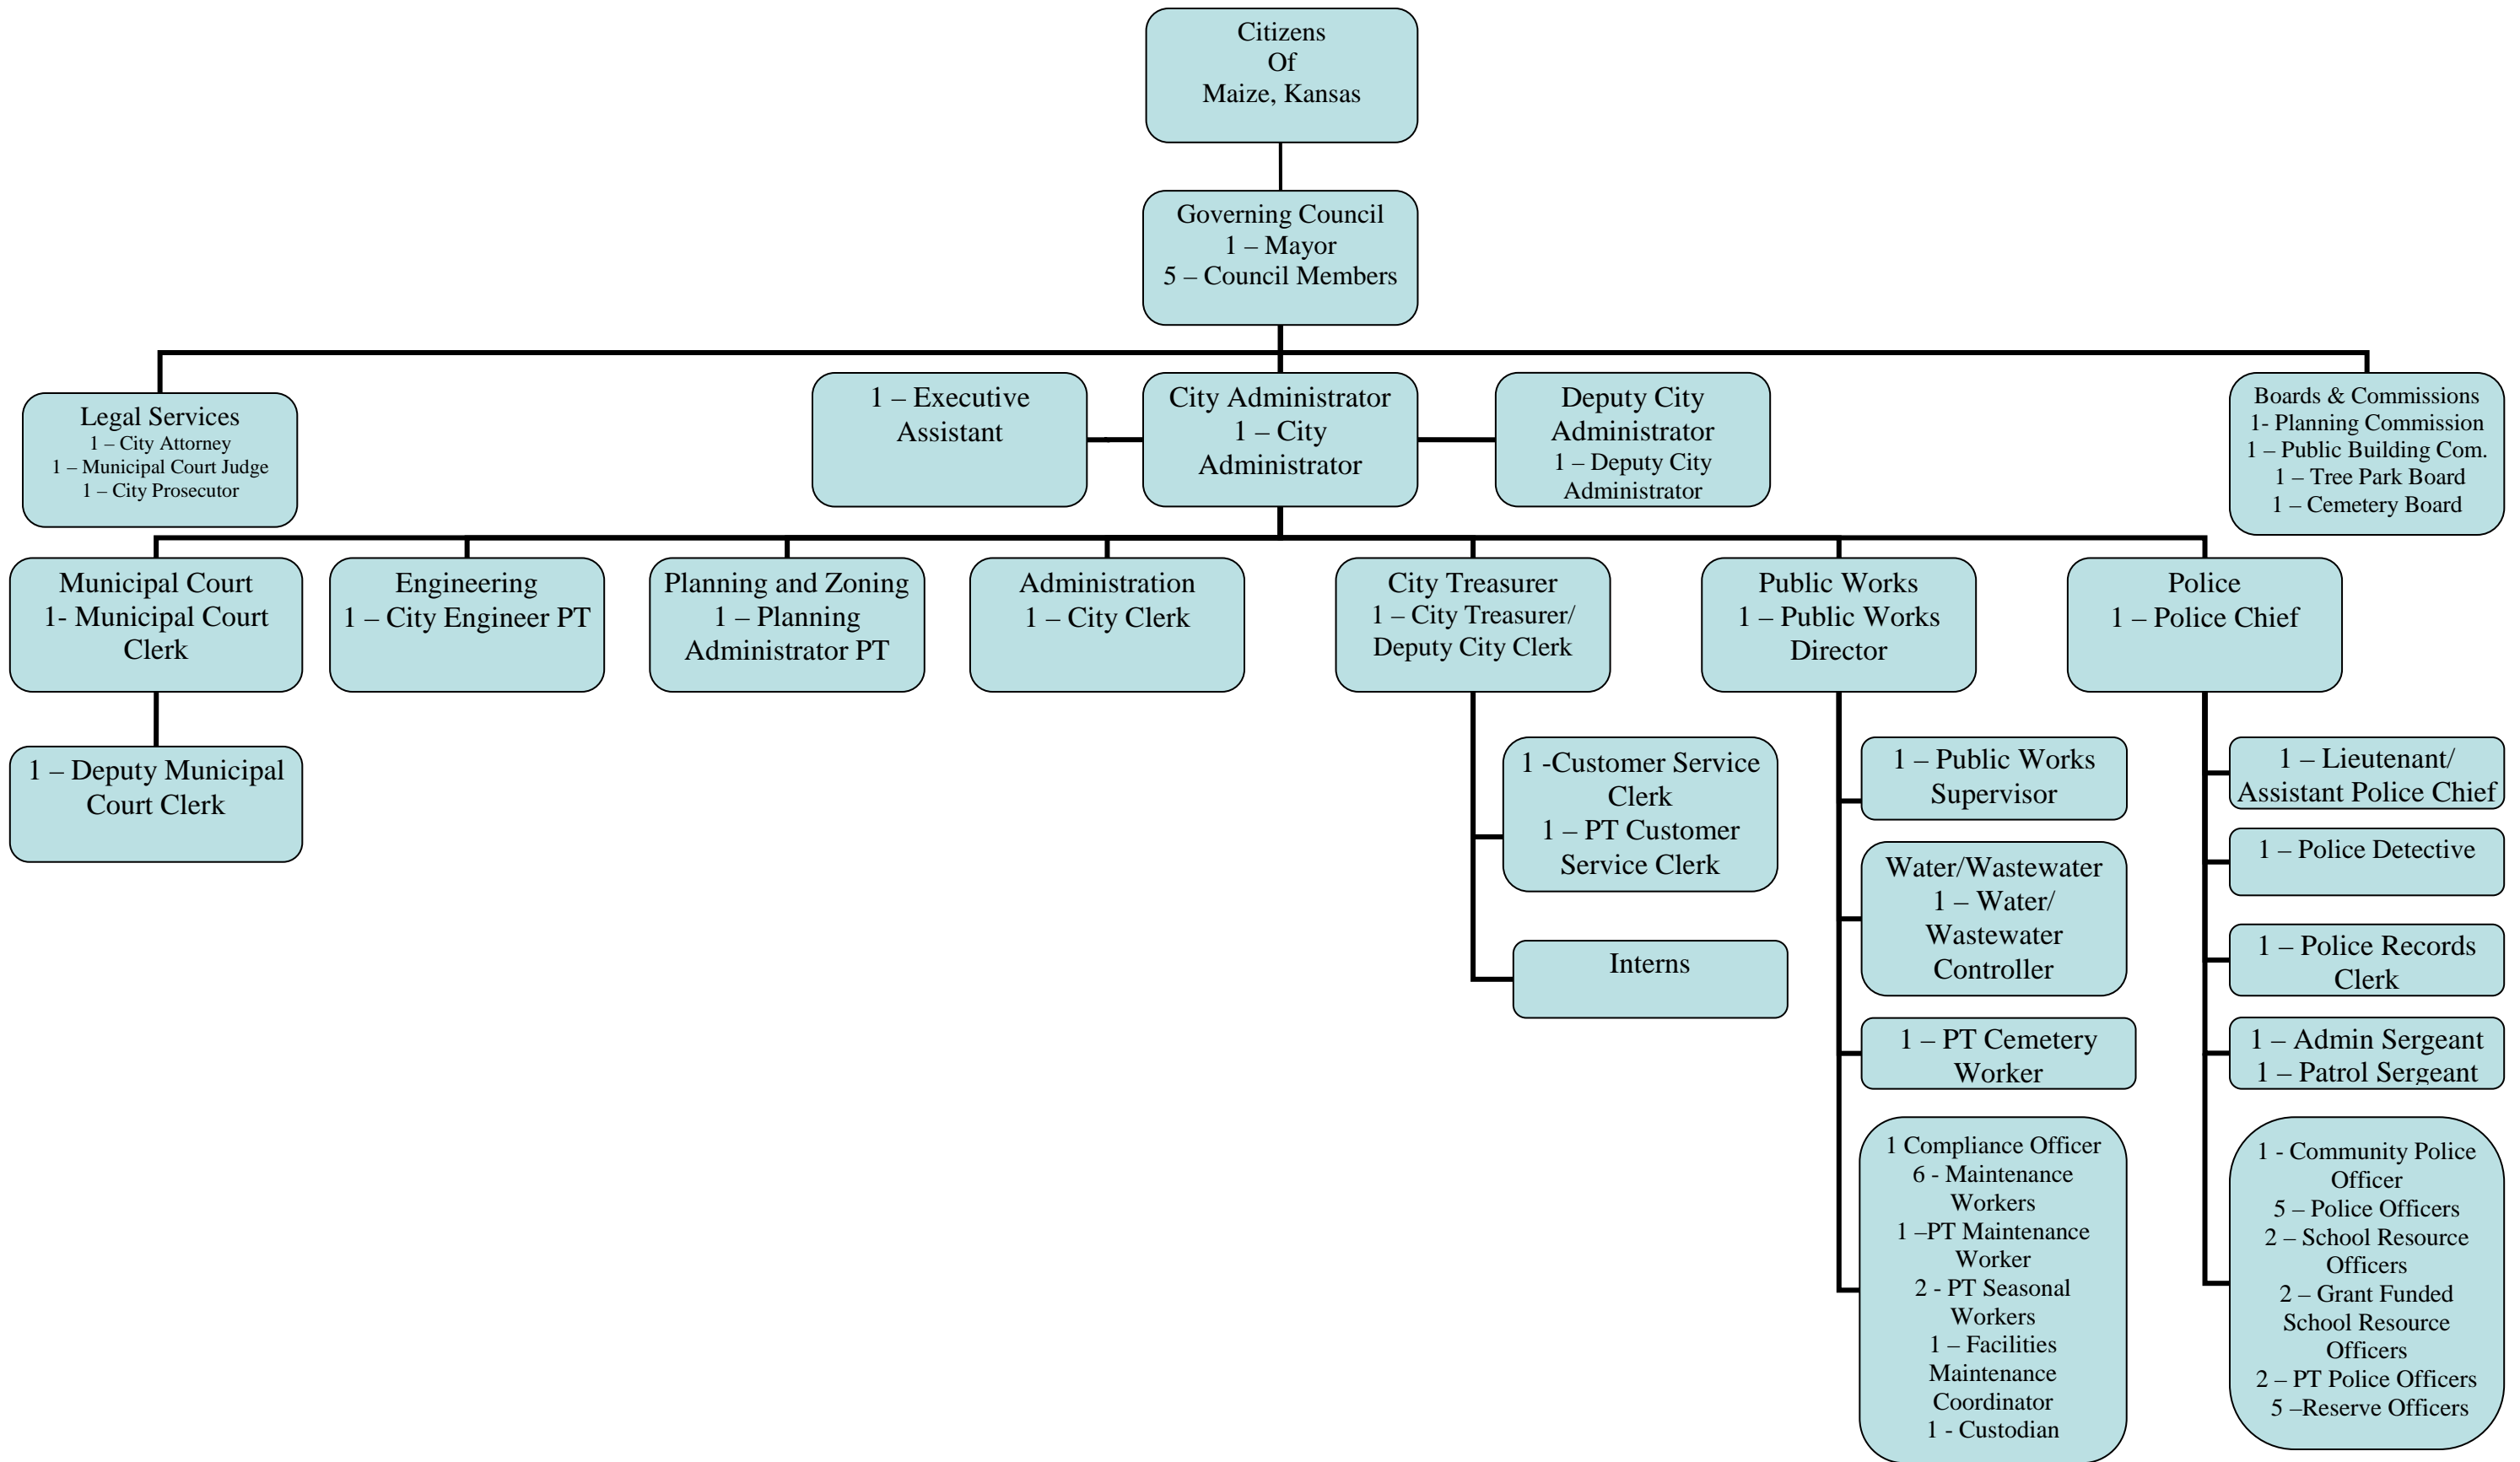 Citizens
Of
Maize, Kansas
Governing Council
1 – Mayor
5 – Council Members
Legal Services
1 – City Attorney
1 – Municipal Court Judge
1 – City Prosecutor
1 – Executive
Assistant
City Administrator
1 – City
Administrator
Deputy City
Administrator
1 – Deputy City
Administrator
Boards & Commissions
1- Planning Commission
1 – Public Building Com.
1 – Tree Park Board
1 – Cemetery Board
Municipal Court
1- Municipal Court
Clerk
Engineering
1 – City Engineer PT
Planning and Zoning
1 – Planning
Administrator PT
Administration
1 – City Clerk
City Treasurer
1 – City Treasurer/
Deputy City Clerk
Public Works
1 – Public Works
Director
Police
1 – Police Chief
1 – Deputy Municipal
Court Clerk
1 -Customer Service
Clerk
1 – PT Customer
Service Clerk
Interns
1 – Public Works
Supervisor
Water/Wastewater
1 – Water/
Wastewater
Controller
1 – PT Cemetery
Worker
1 Compliance Officer
6 - Maintenance
Workers
1 –PT Maintenance
Worker
2 - PT Seasonal
Workers
1 – Facilities
Maintenance
Coordinator
1 - Custodian
1 – Lieutenant/
Assistant Police Chief
1 – Police Detective
1 – Police Records
Clerk
1 – Admin Sergeant
1 – Patrol Sergeant
1 - Community Police
Officer
5 – Police Officers
2 – School Resource
Officers
2 – Grant Funded
School Resource
Officers
2 – PT Police Officers
5 –Reserve Officers